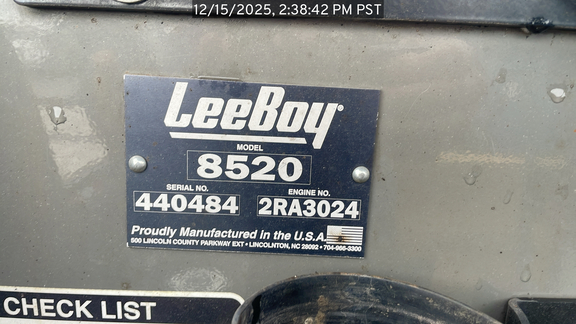 12/15/2025, 2:38:42 PM PST
LeeBoy®
MODEL
8520
SERIAL NO. ENGINE NO.
440484 2RA3024
Proudly Manufactured in the U.S.A.
500 LINCOLN COUNTY PARKWAY EXT • LINCOLNTON, NC 28092 • 704-966-3300
CHECK LIST